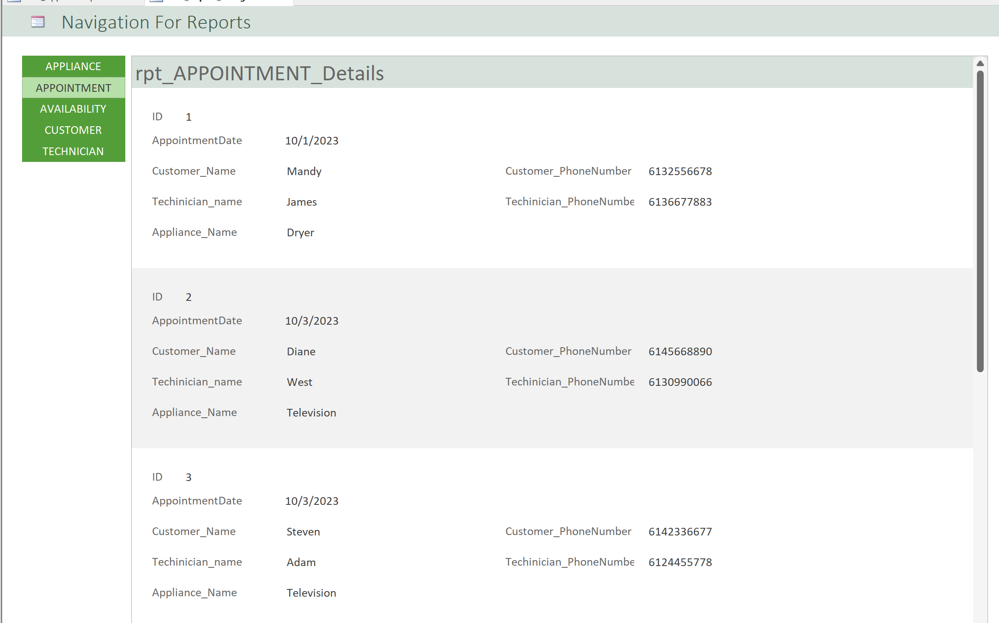 Navigation For Reports
APPLIANCE
APPOINTMENT
AVAILABILITY
CUSTOMER
TECHNICIAN
rpt_APPOINTMENT_Details
ID 1
AppointmentDate 10/1/2023
Customer_Name Mandy Customer_PhoneNumber 6132556678
Techinician_name James Techinician_PhoneNumbe 6136677883
Appliance_Name Dryer
ID 2
AppointmentDate 10/3/2023
Customer_Name Diane Customer_PhoneNumber 6145668890
Techinician_name West Techinician_PhoneNumbe 6130990066
Appliance_Name Television
ID 3
AppointmentDate 10/3/2023
Customer_Name Steven Customer_PhoneNumber 6142336677
Techinician_name Adam Techinician_PhoneNumbe 6124455778
Appliance_Name Television